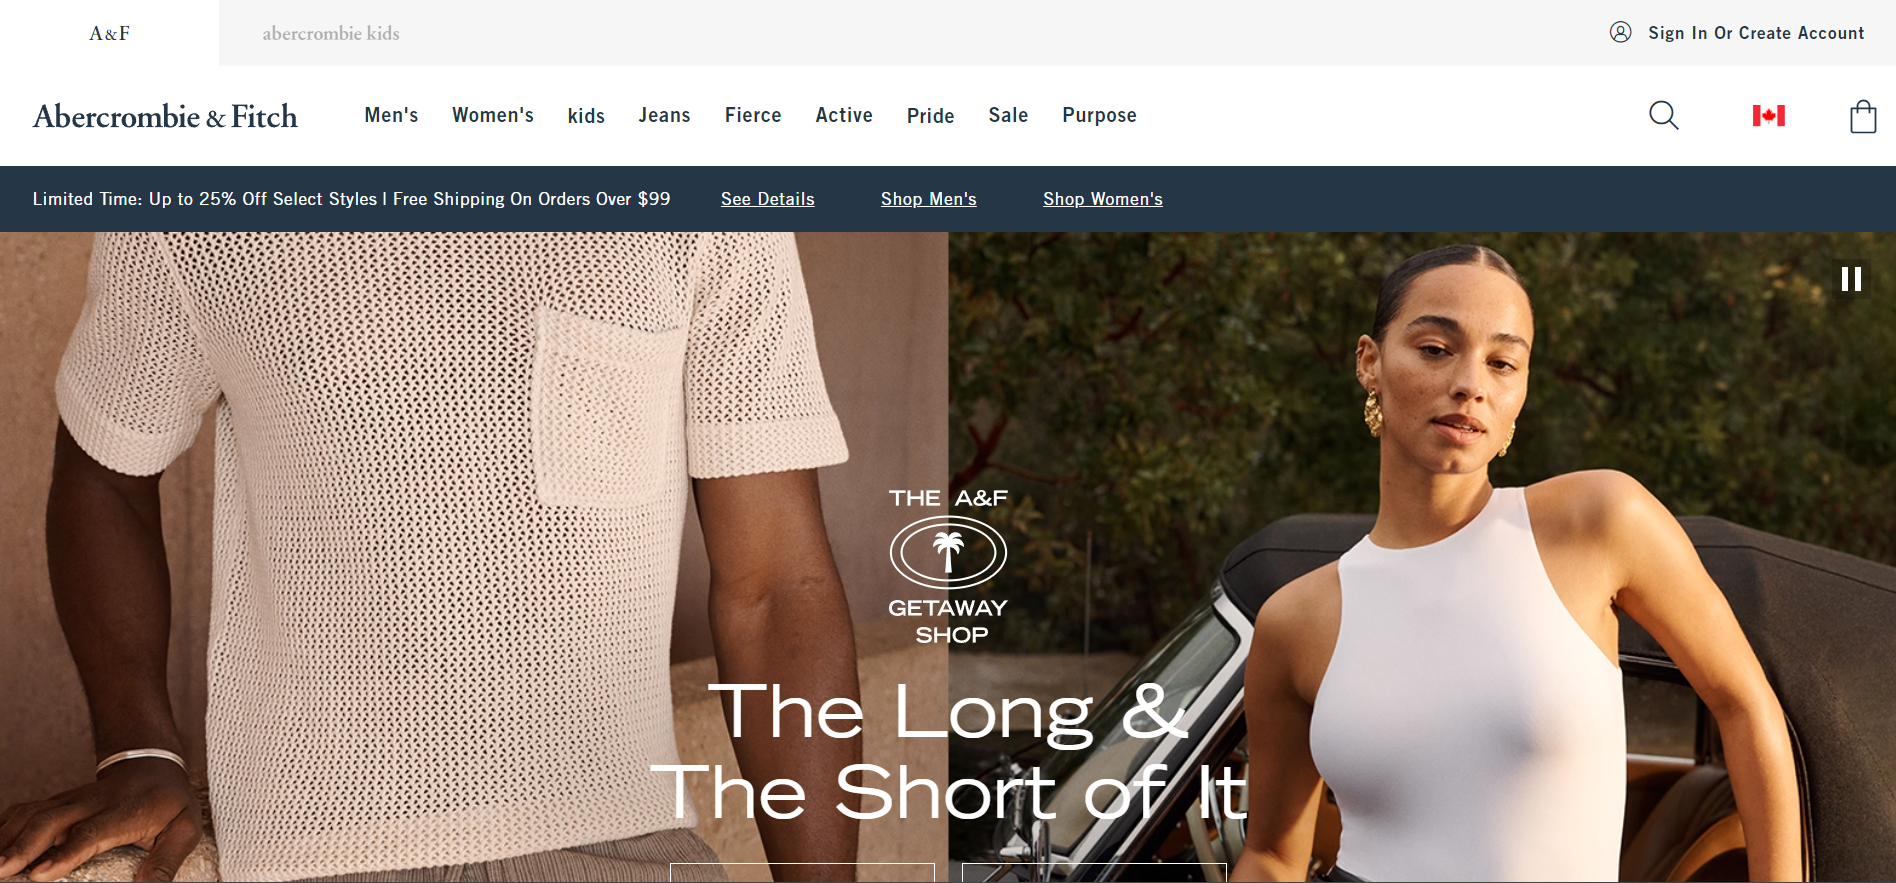 A&F
abercrombie kids
Sign In Or Create Account
Abercrombie & Fitch
Men's
Women's
kids
Jeans
Fierce
Active
Pride
Sale
Purpose
Limited Time: Up to 25% Off Select Styles | Free Shipping On Orders Over $99
See Details
Shop Men's
Shop Women's
THE A&F
GETAWAY
SHOP
The Long &
The Short of It